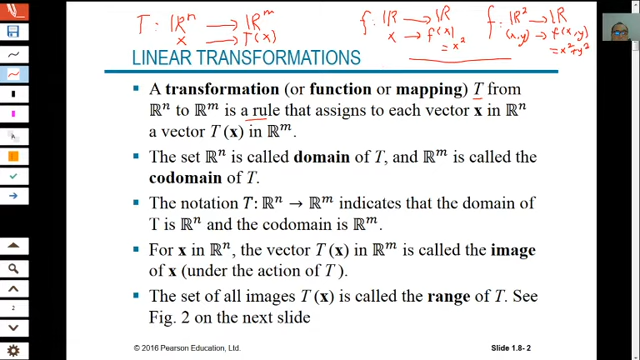 T : ℝⁿ → ℝᵐ
x → T(x)
f : ℝ → ℝ
x → f(x)
= x²
f : ℝ² → ℝ
(x,y) → f(x,y)
= x²+y²
LINEAR TRANSFORMATIONS
▪ A transformation (or function or mapping) T from
ℝⁿ to ℝᵐ is a rule that assigns to each vector x in ℝⁿ
a vector T(x) in ℝᵐ.
▪ The set ℝⁿ is called domain of T, and ℝᵐ is called the
codomain of T.
▪ The notation T: ℝⁿ → ℝᵐ indicates that the domain of
T is ℝⁿ and the codomain is ℝᵐ.
▪ For x in ℝⁿ, the vector T(x) in ℝᵐ is called the image
of x (under the action of T).
▪ The set of all images T(x) is called the range of T. See
Fig. 2 on the next slide
2
© 2016 Pearson Education, Ltd.
Slide 1.8- 2